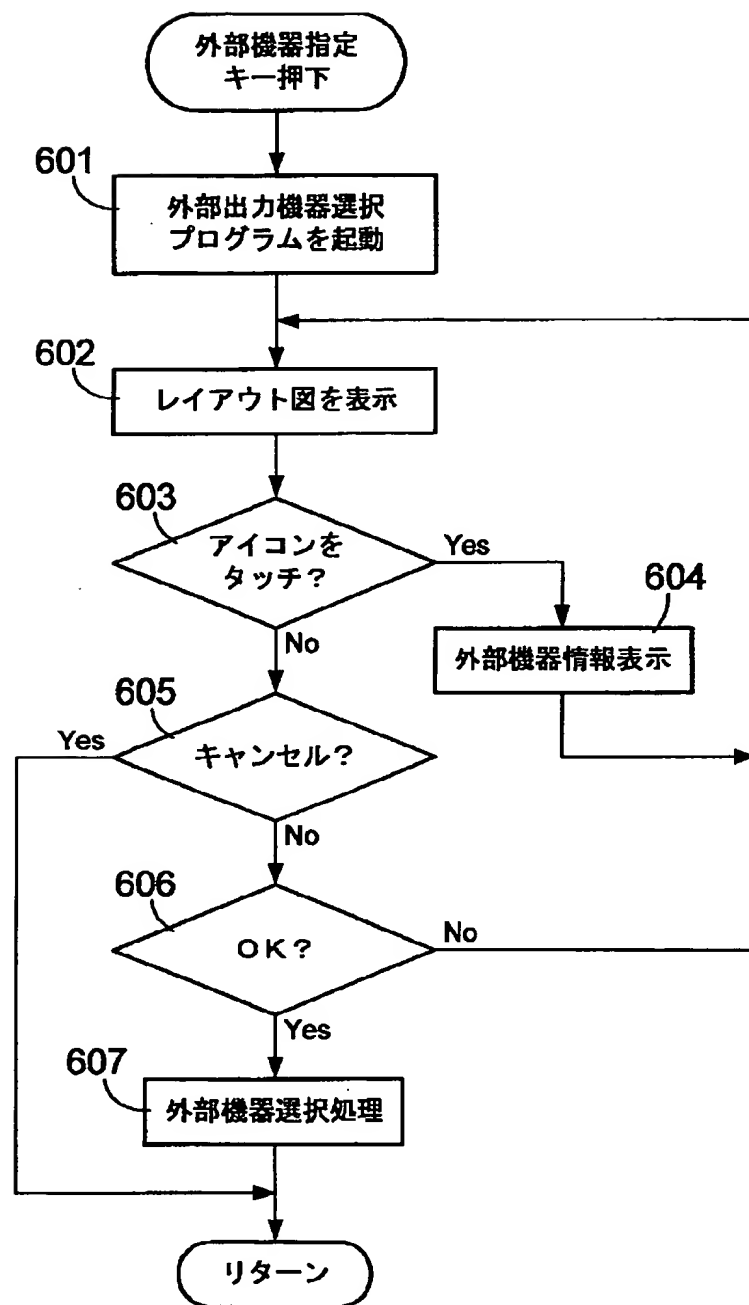 外部機器指定
キー押下
601
外部出力機器選択
プログラムを起動
602
レイアウト図を表示
603
アイコンを
タッチ?
Yes
No
604
外部機器情報表示
605
キャンセル?
Yes
No
606
OK?
No
Yes
607
外部機器選択処理
リターン